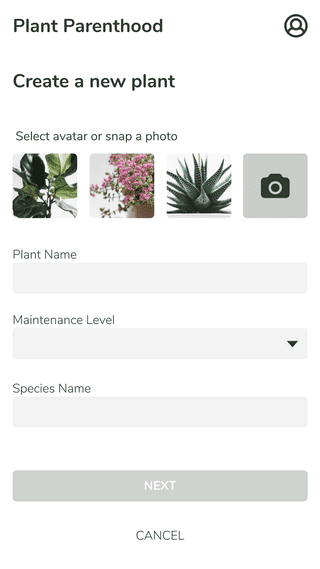 Plant Parenthood
Create a new plant
Select avatar or snap a photo
Plant Name
Maintenance Level
Species Name
NEXT
CANCEL